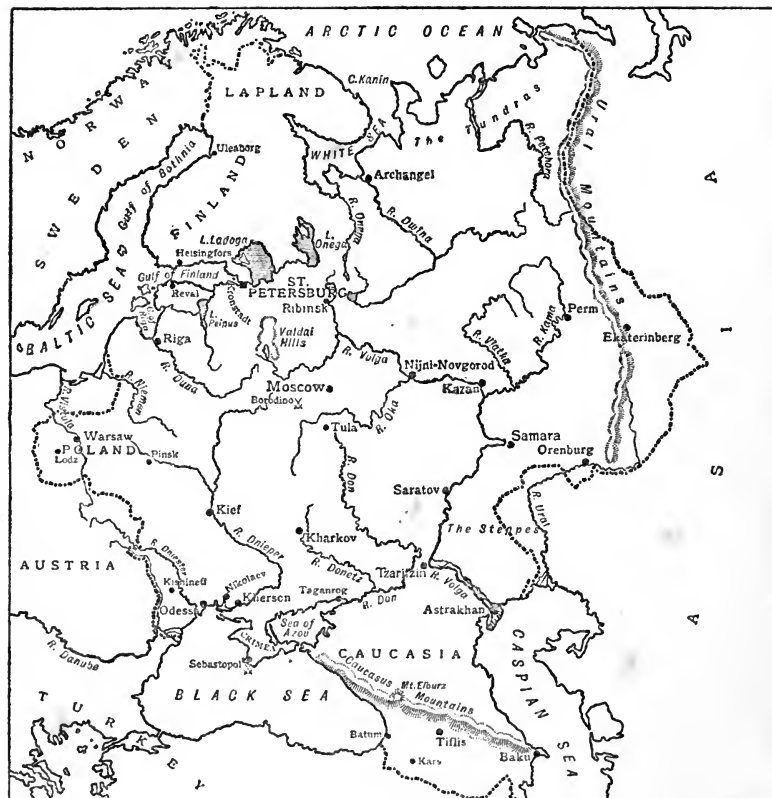 ARCTIC OCEAN
NORWAY
SWEDEN
LAPLAND
C. Kanin
WHITE SEA
The Tundras
R. Petchora
Ural Mountains
ASIA
Uleaborg
Gulf of Bothnia
FINLAND
Archangel
R. Onega
R. Dwina
L. Ladoga
L. Onega
Helsingfors
Gulf of Finland
Reval
Cronstadt
ST. PETERSBURG
Ribinsk
BALTIC SEA
Riga
L. Peipus
Valdai Hills
R. Volga
R. Viatka
R. Kama
Perm
Ekaterinberg
R. Duna
R. Niemen
R. Vistula
Moscow
Borodino
Nijni-Novgorod
Kazan
R. Oka
Tula
Warsaw
POLAND
Lodz
Pinsk
Samara
Orenburg
R. Don
Saratov
R. Ural
The Steppes
Kief
Kharkov
R. Dnieper
R. Donetz
AUSTRIA
R. Dniester
Kishineff
Nikolaev
Odessa
Kherson
Taganrog
R. Don
Tzaritzin
R. Volga
Astrakhan
Sea of Azov
CRIMEA
CAUCASIA
R. Danube
Sebastopol
Caucasus Mountains
Mt. Elburz
BLACK SEA
CASPIAN SEA
TURKEY
Batum
Tiflis
Kars
Baku